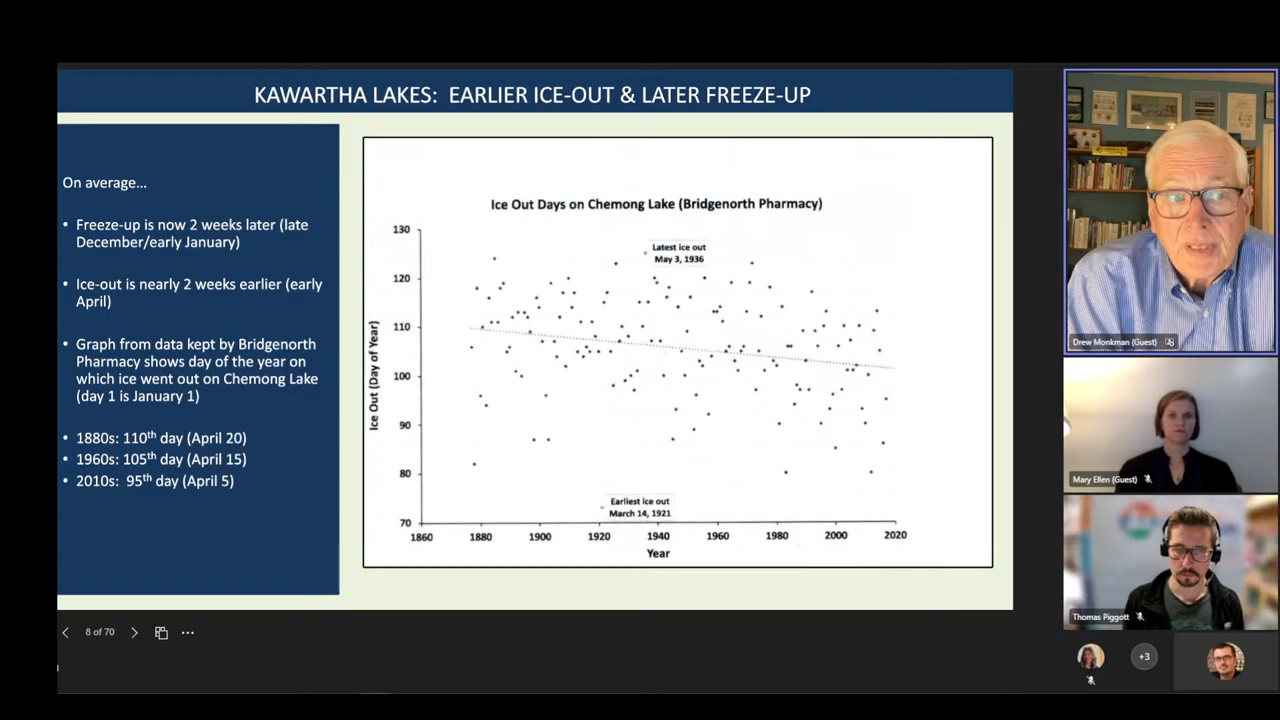 KAWARTHA LAKES: EARLIER ICE-OUT & LATER FREEZE-UP
On average...
• Freeze-up is now 2 weeks later (late
December/early January)
• Ice-out is nearly 2 weeks earlier (early
April)
• Graph from data kept by Bridgenorth
Pharmacy shows day of the year on
which ice went out on Chemong Lake
(day 1 is January 1)
• 1880s: 110th day (April 20)
• 1960s: 105th day (April 15)
• 2010s: 95th day (April 5)
Ice Out Days on Chemong Lake (Bridgenorth Pharmacy)
Ice Out (Day of Year)
130
120
110
100
90
80
70
Latest ice out
May 3, 1936
Earliest ice out
March 14, 1921
1860 1880 1900 1920 1940 1960 1980 2000 2020
Year
8 of 70
Drew Monkman (Guest)
Mary Ellen (Guest)
Thomas Piggott
+3